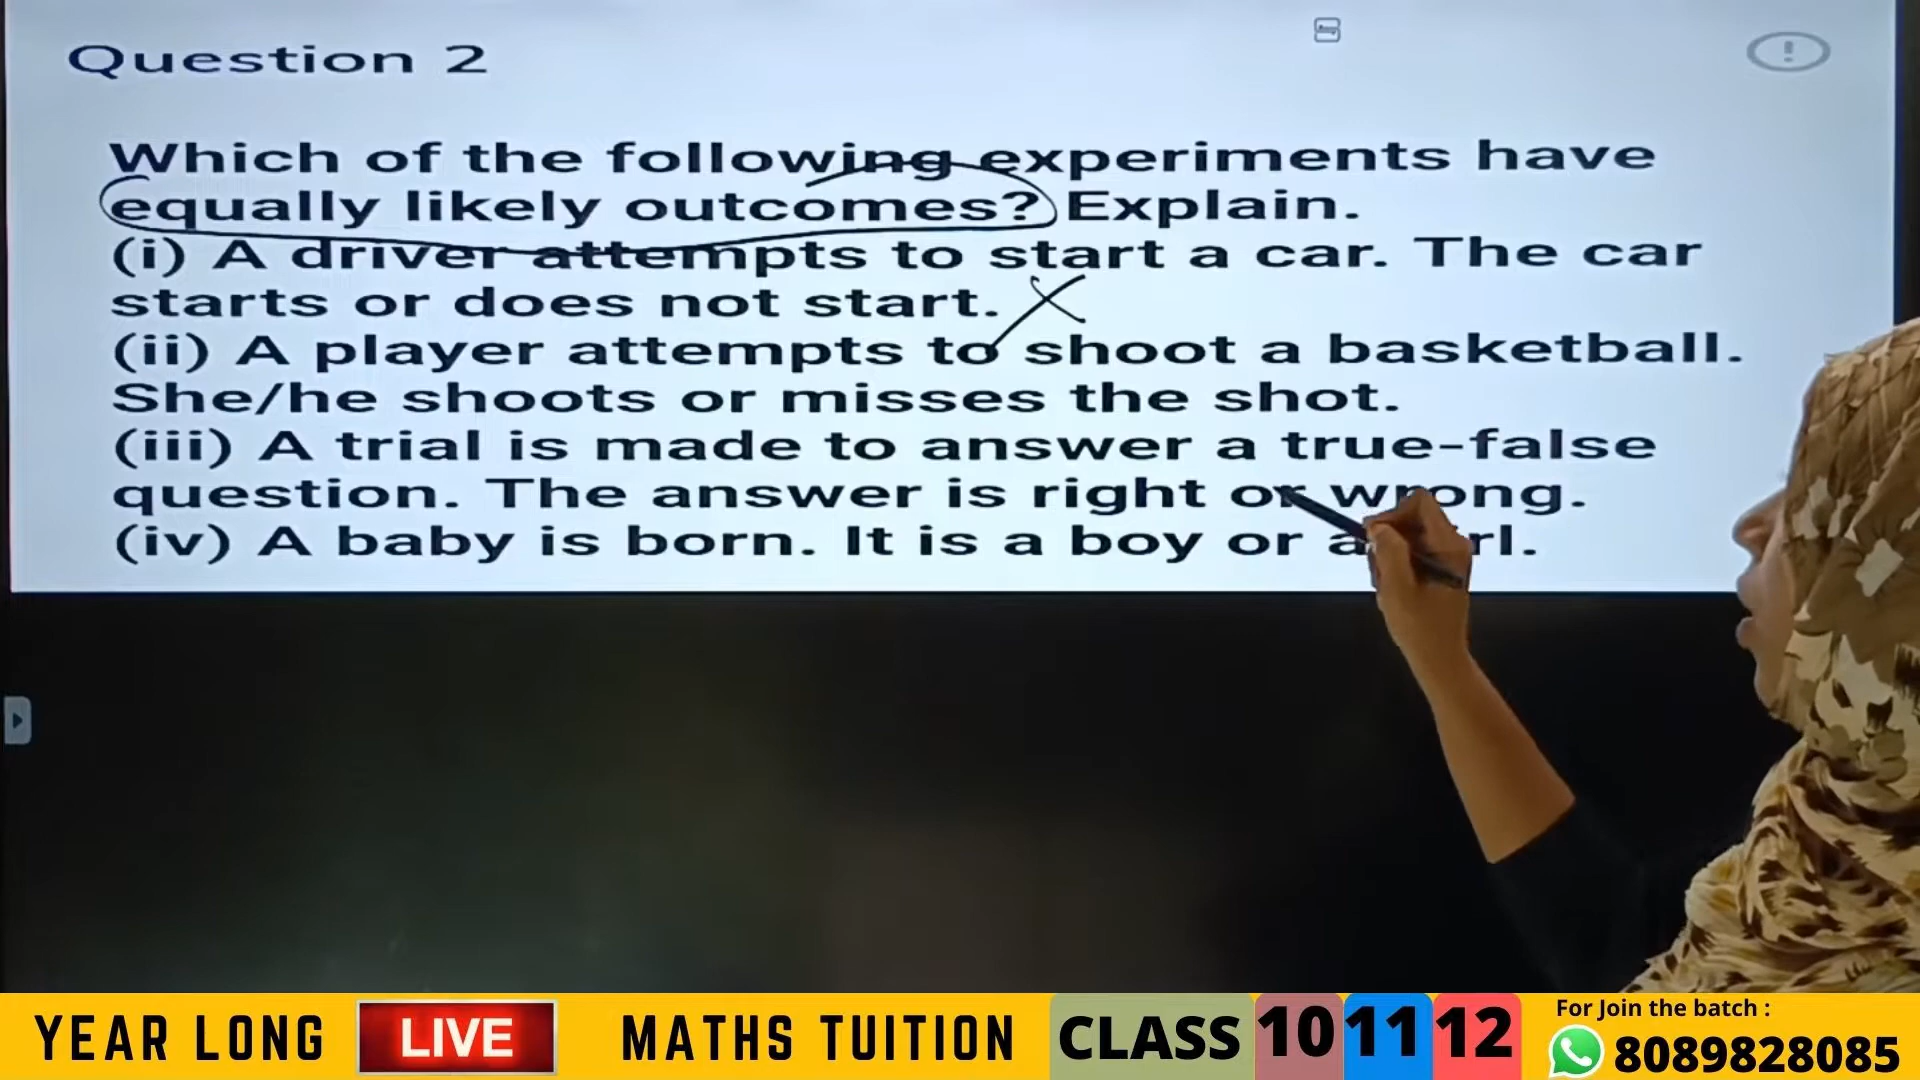 Question 2
Which of the following experiments have
equally likely outcomes? Explain.
(i) A driver attempts to start a car. The car
starts or does not start.
(ii) A player attempts to shoot a basketball.
She/he shoots or misses the shot.
(iii) A trial is made to answer a true-false
question. The answer is right or wrong.
(iv) A baby is born. It is a boy or a rl.
YEAR LONG LIVE MATHS TUITION CLASS 10 11 12
For Join the batch :
8089828085